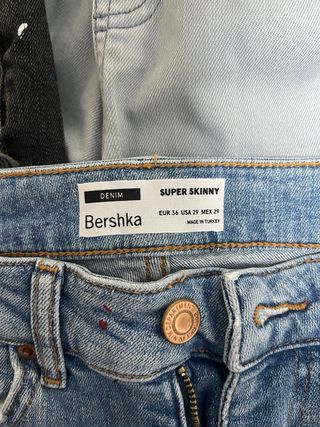 DENIM
SUPER SKINNY
Bershka
EUR 36 USA 29 MEX 29
MADE IN TURKEY